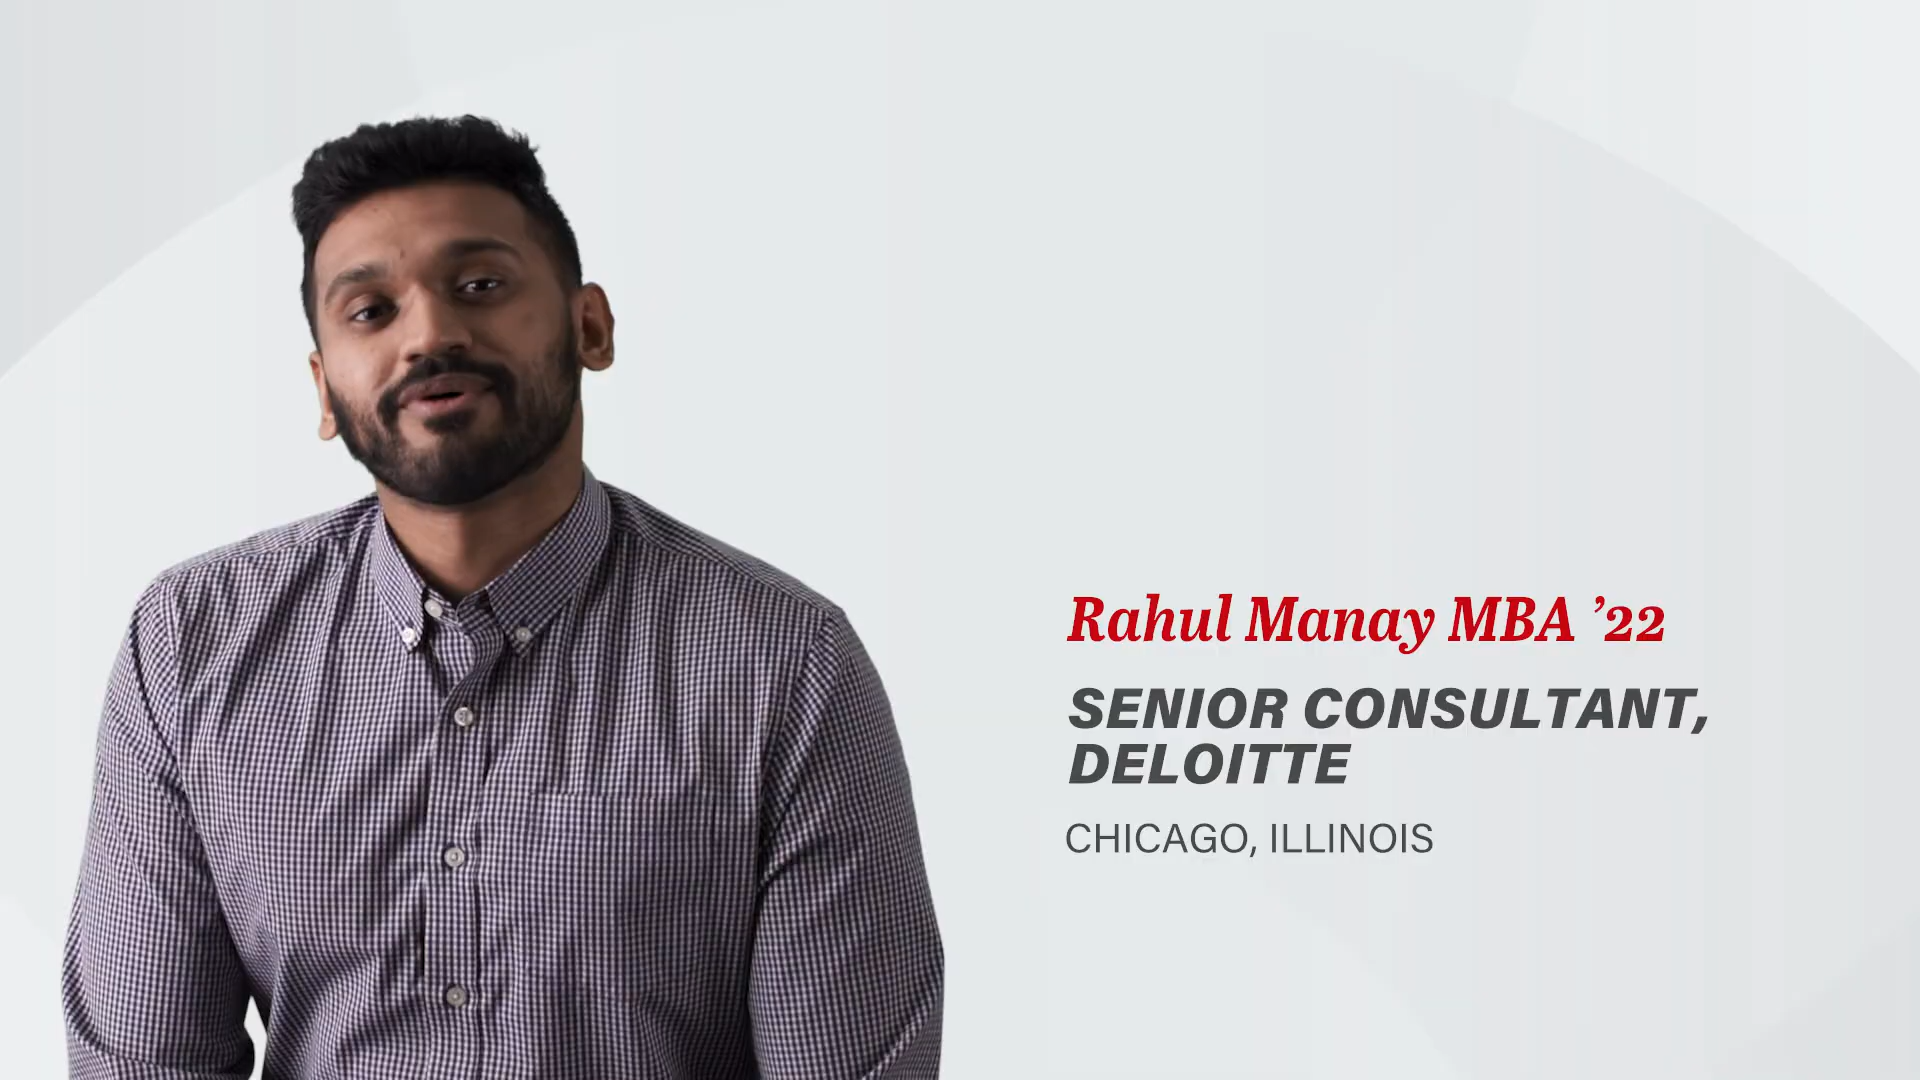 Rahul Manay MBA ’22
SENIOR CONSULTANT,
DELOITTE
CHICAGO, ILLINOIS